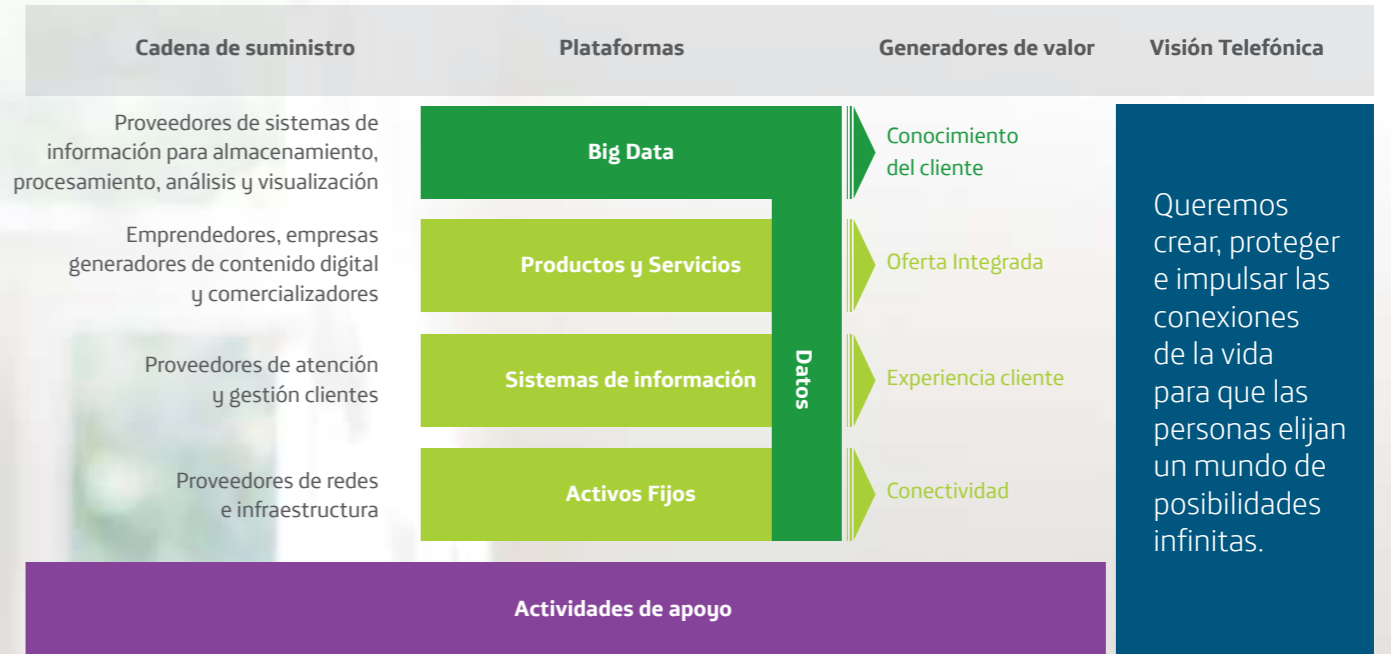 Cadena de suministro
Plataformas
Generadores de valor
Visión Telefónica
Proveedores de sistemas de
información para almacenamiento,
procesamiento, análisis y visualización
Big Data
Conocimiento
del cliente
Emprendedores, empresas
generadores de contenido digital
y comercializadores
Productos y Servicios
Oferta Integrada
Proveedores de atención
y gestión clientes
Sistemas de información
Datos
Experiencia cliente
Proveedores de redes
e infraestructura
Activos Fijos
Conectividad
Queremos
crear, proteger
e impulsar las
conexiones
de la vida
para que las
personas elijan
un mundo de
posibilidades
infinitas.
Actividades de apoyo